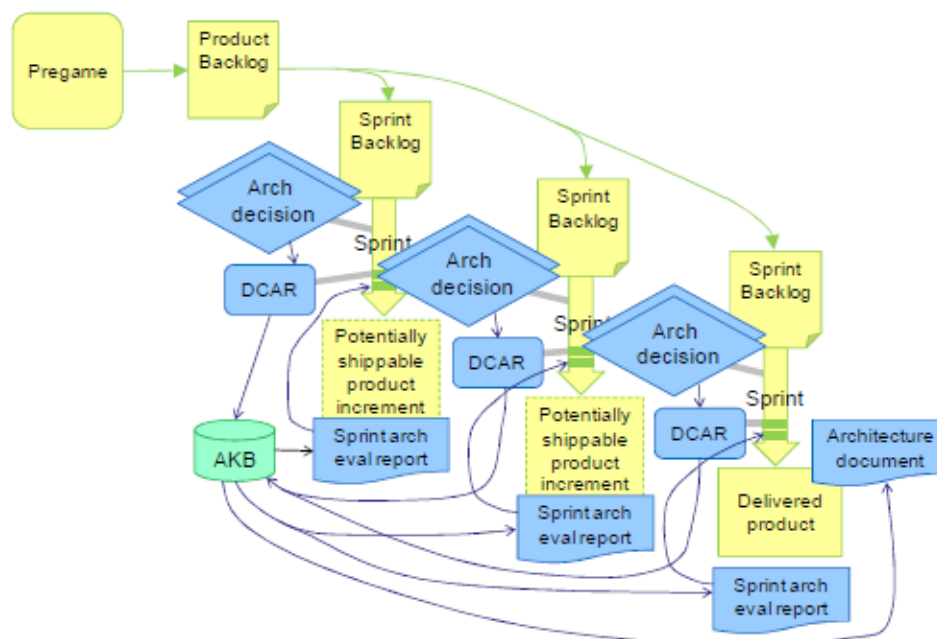 Pregame
Product
Backlog
Sprint
Backlog
Arch
decision
Sprint
DCAR
Potentially
shippable
product
increment
AKB
Sprint arch
eval report
Sprint
Backlog
Arch
decision
Sprint
DCAR
Potentially
shippable
product
increment
Sprint arch
eval report
Sprint
Backlog
Arch
decision
Sprint
DCAR
Architecture
document
Delivered
product
Sprint arch
eval report